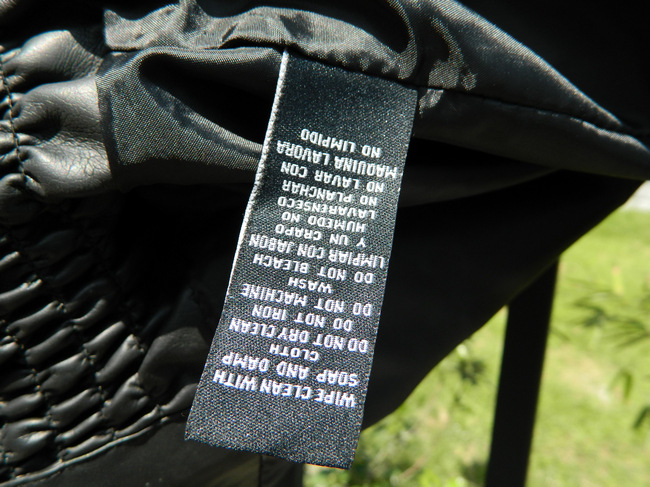 WIPE CLEAN WITH
SOAP AND DAMP
CLOTH
DO NOT DRY CLEAN
DO NOT IRON
DO NOT MACHINE
WASH
DO NOT BLEACH
LIMPIAR CON JABON
Y UN CRAPO
HUMEDO NO
LAVARENSECO
NO PLANCHAR
NO LAVAR CON
MAQUINA LAVORA
NO LIMPIDO